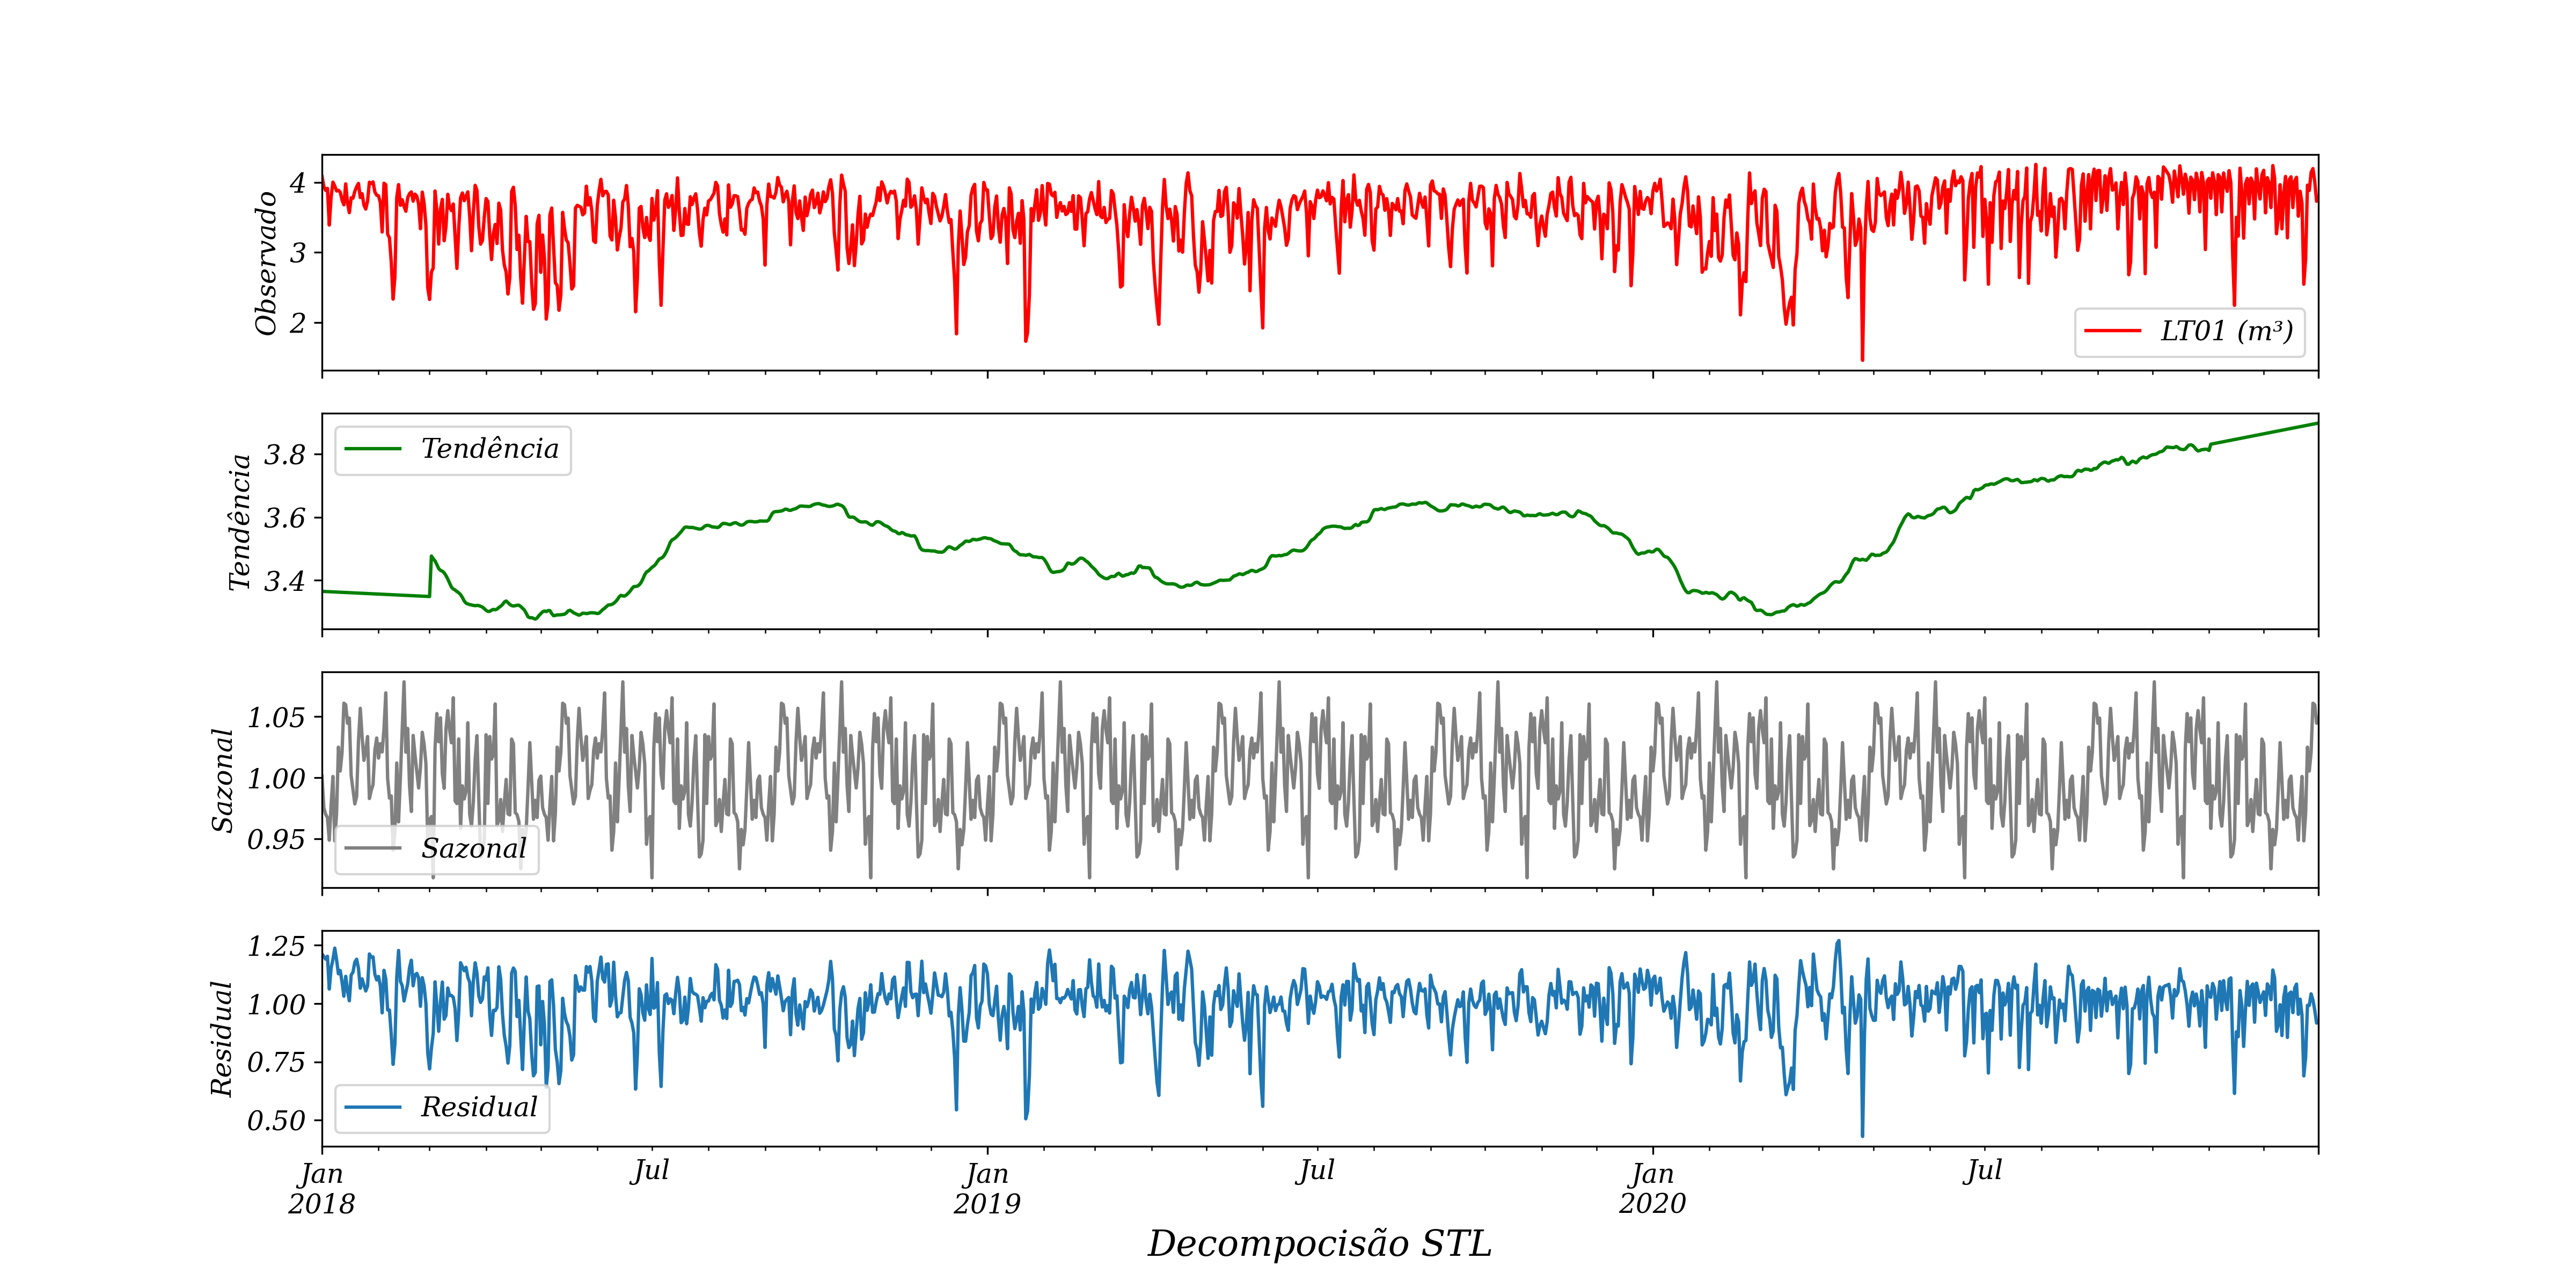 Observado
4
3
2
LT01 (m³)
Tendência
3.8
3.6
3.4
Tendência
Sazonal
1.05
1.00
0.95
Sazonal
Residual
1.25
1.00
0.75
0.50
Residual
Jan Jul Jan Jul Jan Jul
2018 2019 2020
Decompocisão STL